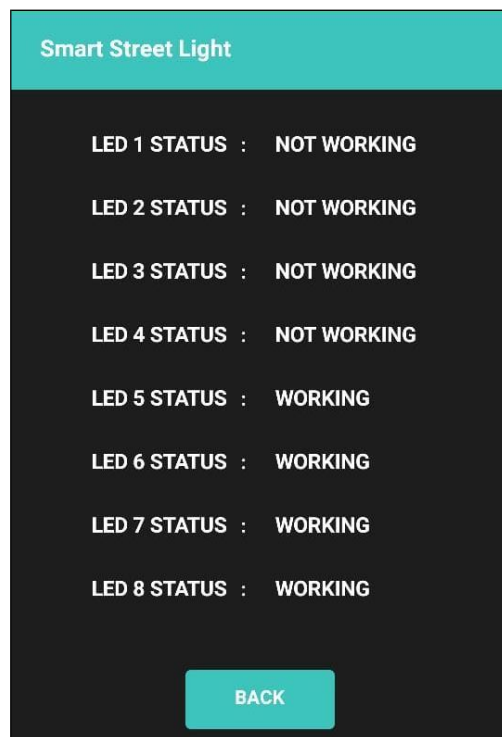 Smart Street Light
LED 1 STATUS : NOT WORKING
LED 2 STATUS : NOT WORKING
LED 3 STATUS : NOT WORKING
LED 4 STATUS : NOT WORKING
LED 5 STATUS : WORKING
LED 6 STATUS : WORKING
LED 7 STATUS : WORKING
LED 8 STATUS : WORKING
BACK